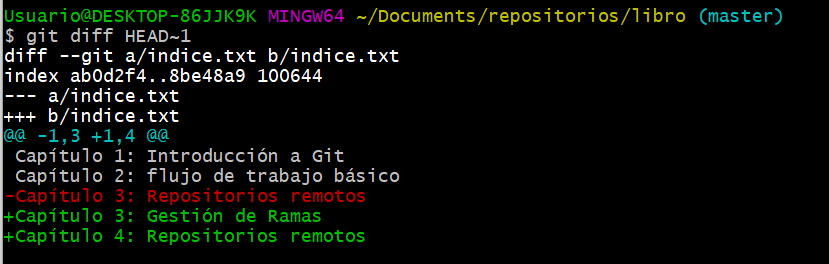 Usuario@DESKTOP-86JJK9K MINGW64 ~/Documents/repositorios/libro (master)
$ git diff HEAD~1
diff --git a/indice.txt b/indice.txt
index ab0d2f4..8be48a9 100644
--- a/indice.txt
+++ b/indice.txt
@@ -1,3 +1,4 @@
 Capítulo 1: Introducción a Git
 Capítulo 2: flujo de trabajo básico
-Capítulo 3: Repositorios remotos
+Capítulo 3: Gestión de Ramas
+Capítulo 4: Repositorios remotos